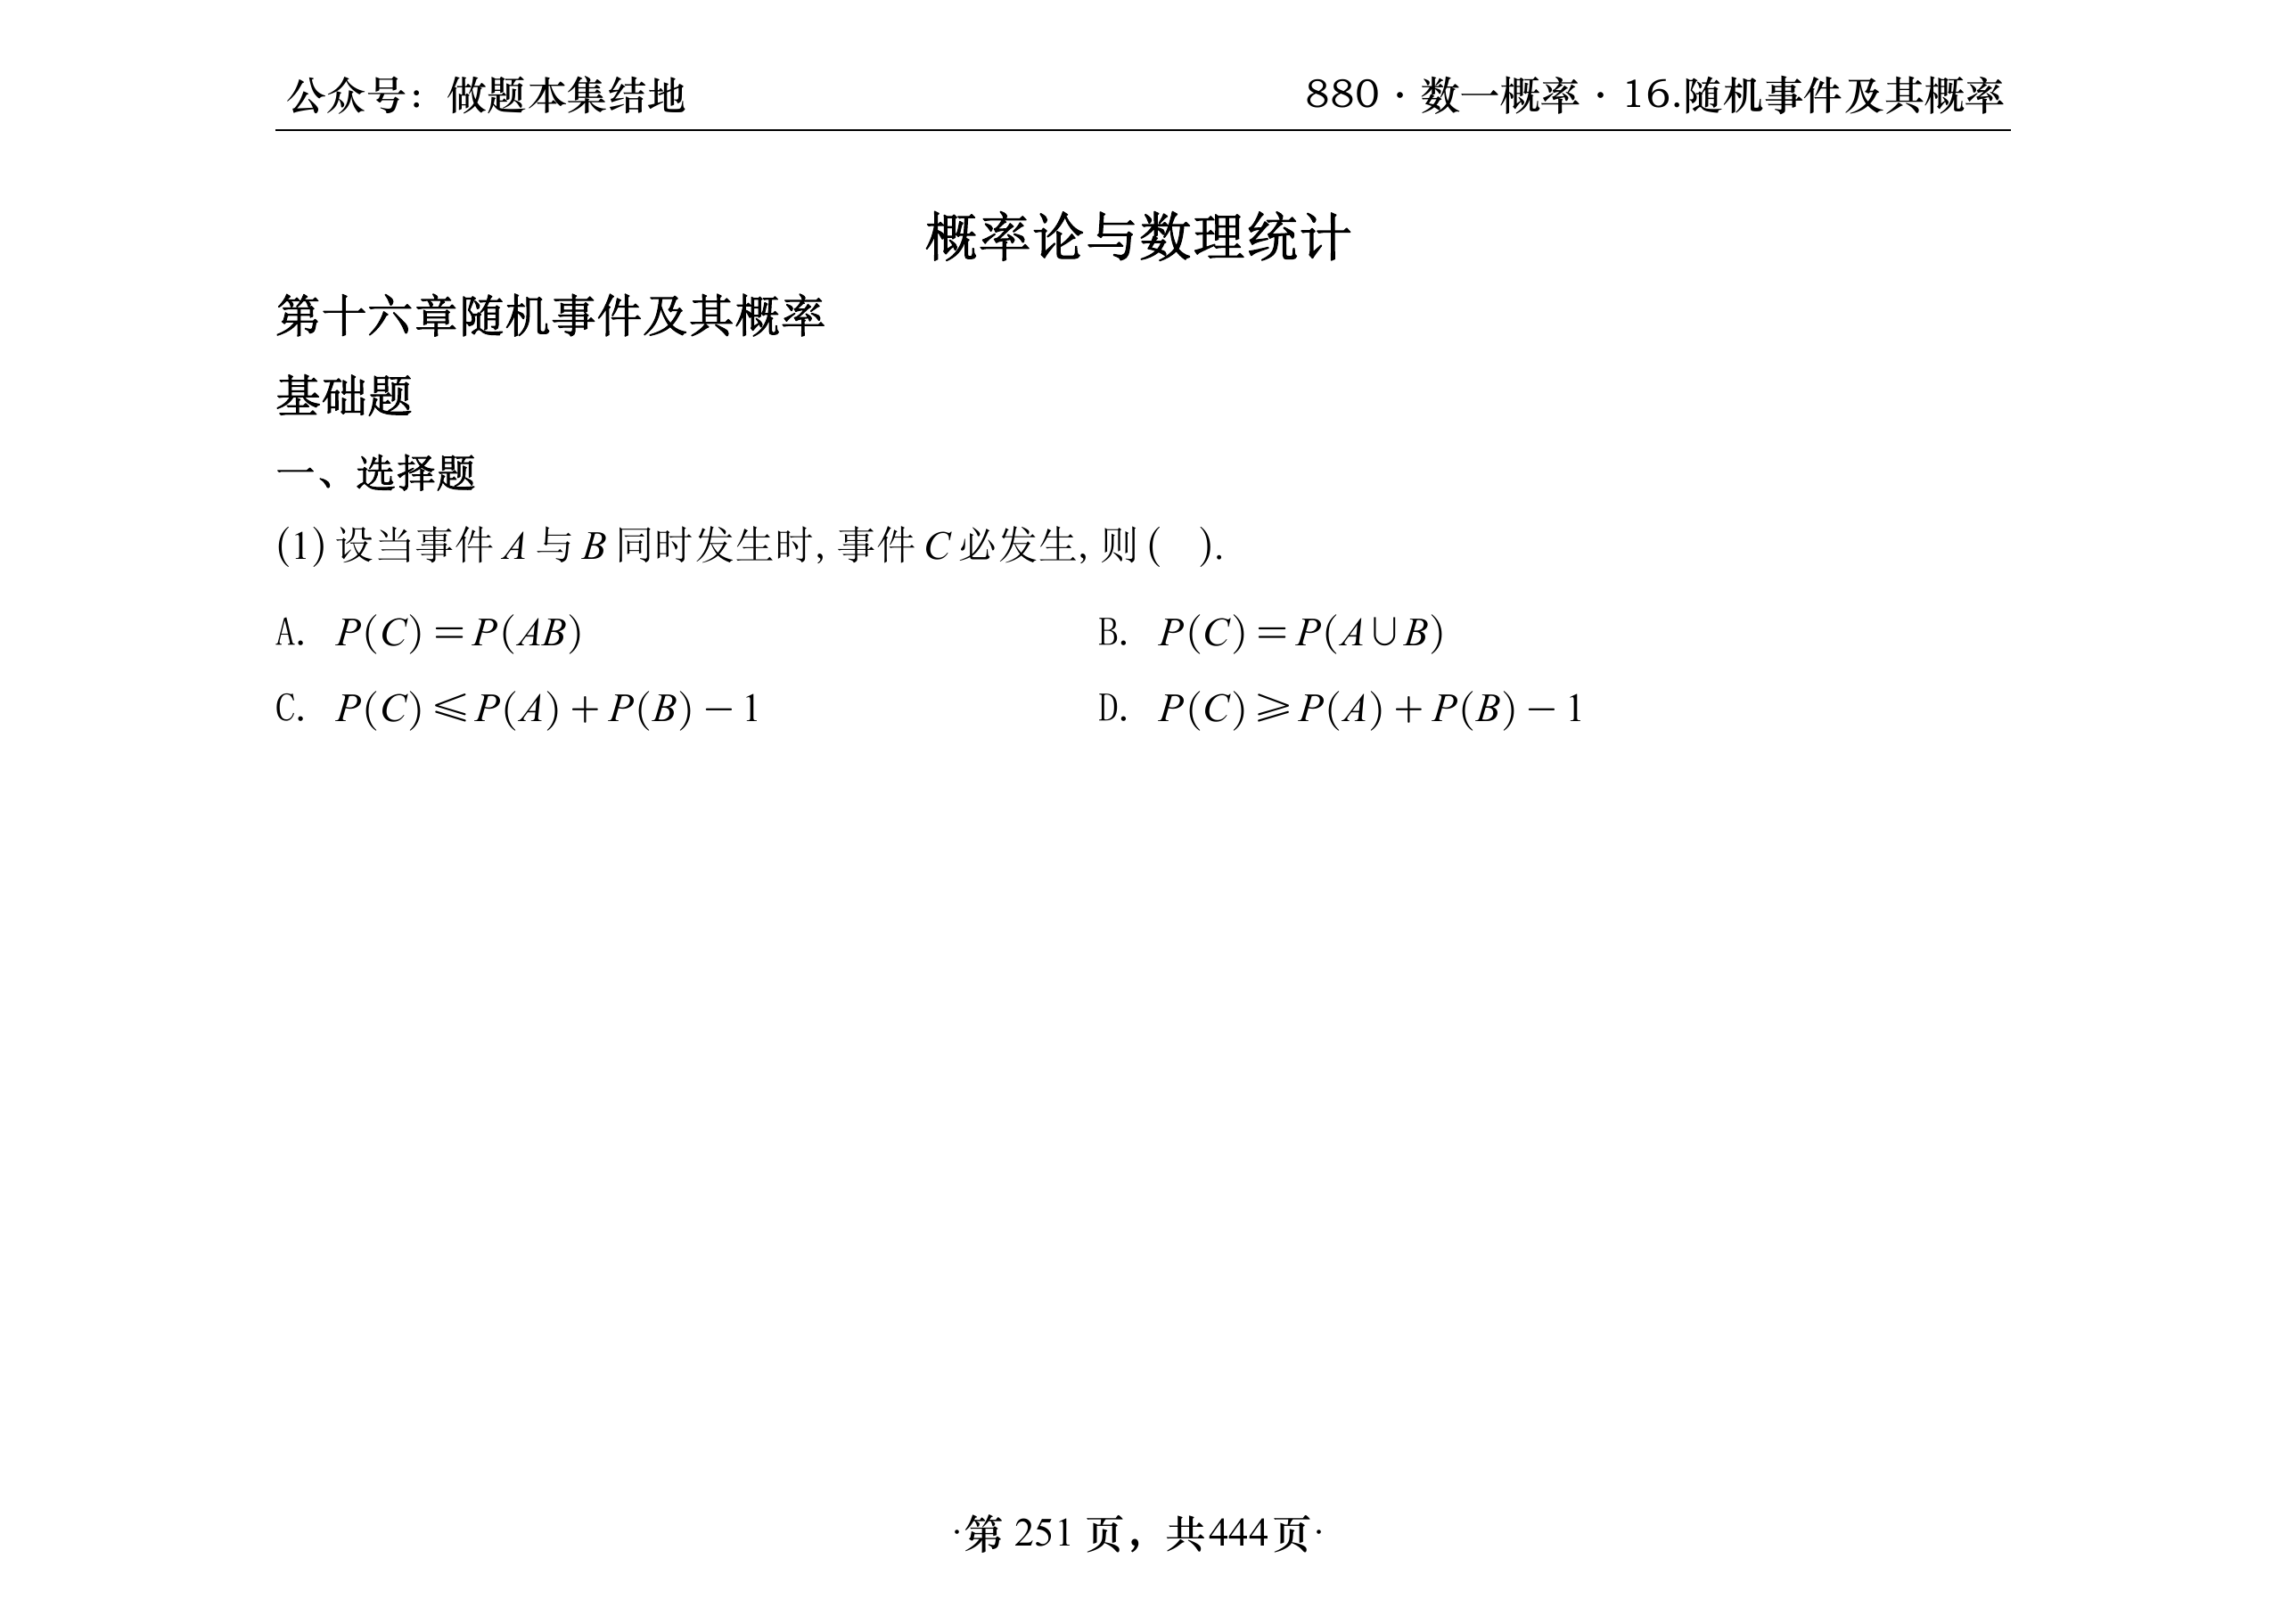 公众号：做题本集结地
880·数一概率·16.随机事件及其概率
概率论与数理统计
第十六章随机事件及其概率
基础题
一、选择题
(1) 设当事件 A 与 B 同时发生时, 事件 C 必发生, 则 (   ).
A. P(C)=P(AB)
B. P(C)=P(A∪B)
C. P(C)⩽P(A)+P(B)−1
D. P(C)⩾P(A)+P(B)−1
·第 251 页，共444页·